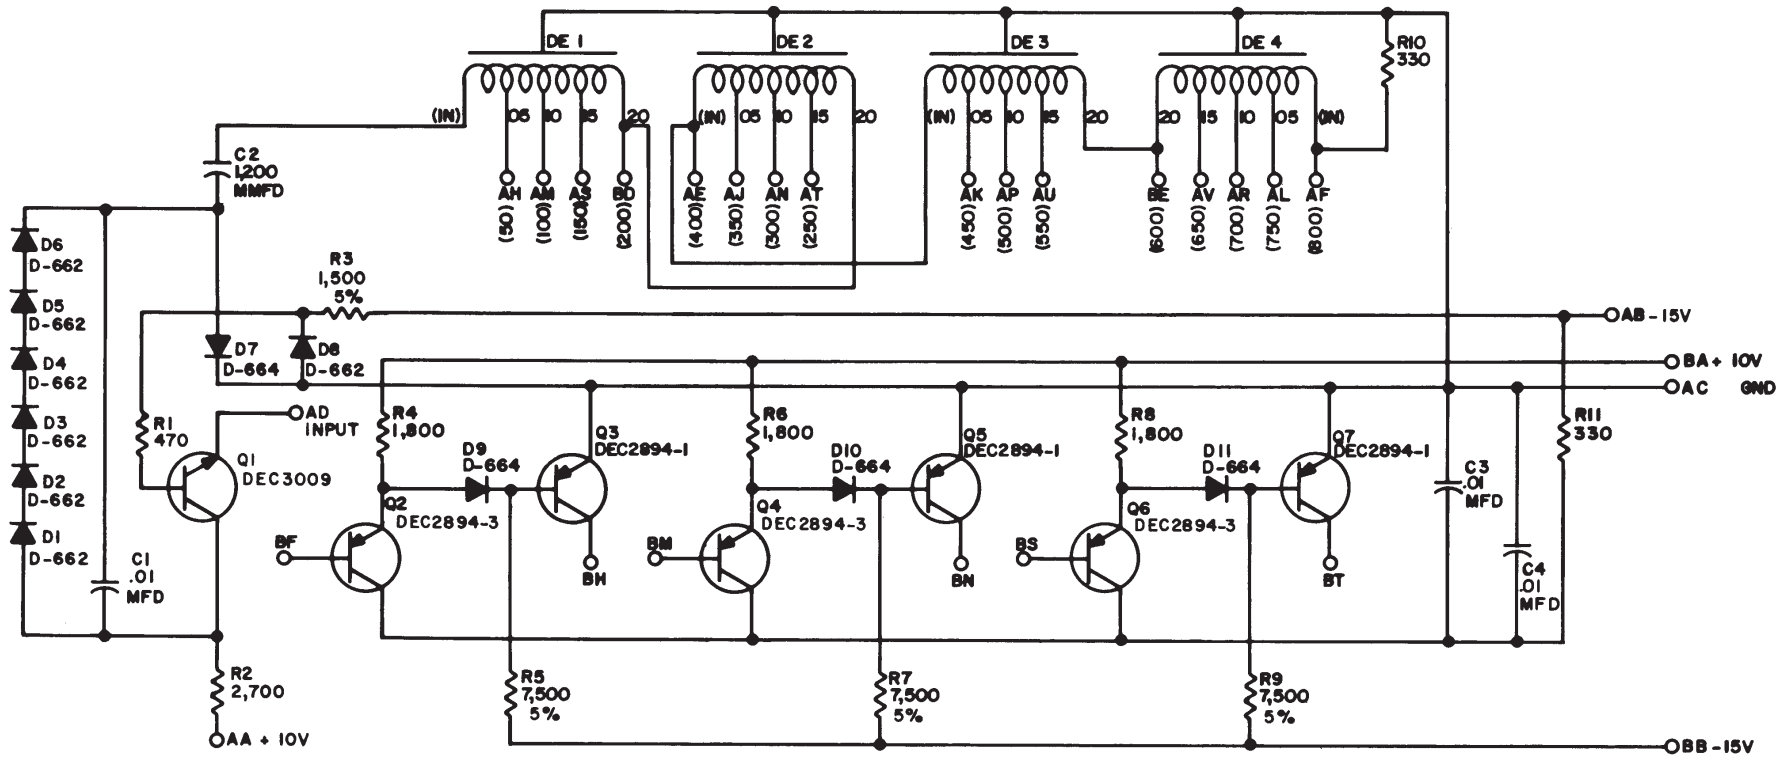 DE 1
DE 2
DE 3
DE 4
R10
330
(IN)
05
10
15
20
(IN)
05
10
15
20
(IN)
05
10
15
20
20
15
10
05
(IN)
C2
1,200
MMFD
AH
(50)
AM
(100)
AS
(150)
BD
(200)
AE
(400)
AJ
(350)
AN
(300)
AT
(250)
AK
(450)
AP
(500)
AU
(550)
BE
(600)
AV
(650)
AR
(700)
AL
(750)
AF
(800)
D6
D-662
D5
D-662
D4
D-662
D3
D-662
D2
D-662
D1
D-662
R3
1,500
5%
D7
D-664
D8
D-662
AB -15V
BA + 10V
AC GND
R1
470
AD
INPUT
Q1
DEC3009
C1
.01
MFD
R2
2,700
AA + 10V
R4
1,800
D9
D-664
Q3
DEC2894-1
Q2
DEC2894-3
BF
BH
R5
7,500
5%
R6
1,800
D10
D-664
Q5
DEC2894-1
Q4
DEC2894-3
BM
BN
R7
7,500
5%
R8
1,800
D11
D-664
Q7
DEC2894-1
Q6
DEC2894-3
BS
BT
R9
7,500
5%
C3
.01
MFD
C4
.01
MFD
R11
330
BB -15V